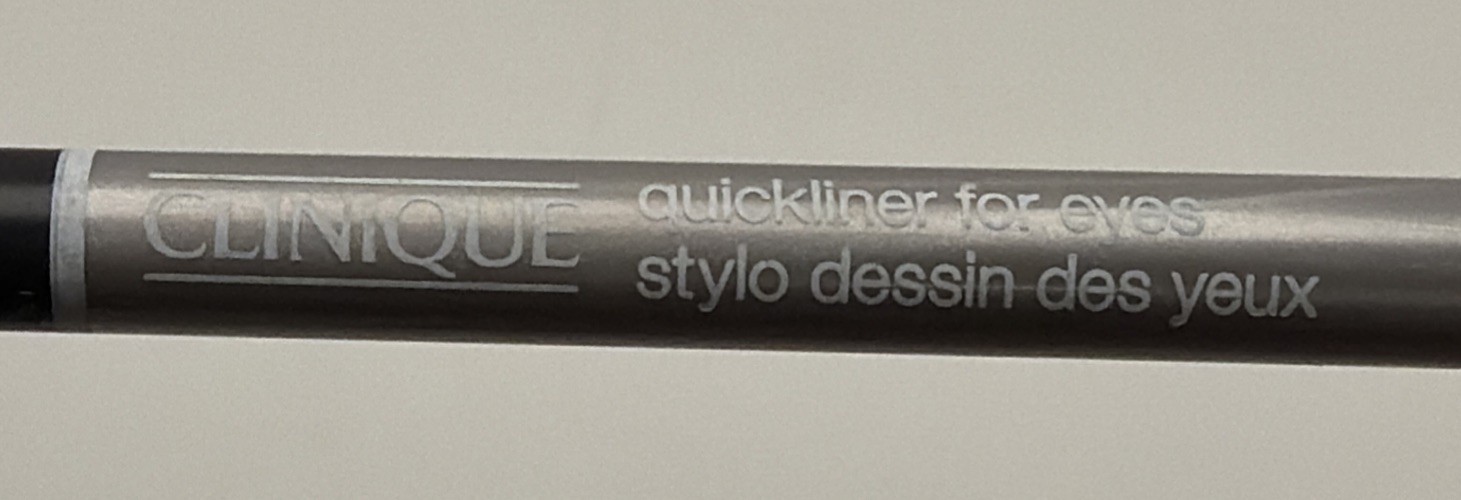 CLINIQUE
quickliner for eyes
stylo dessin des yeux